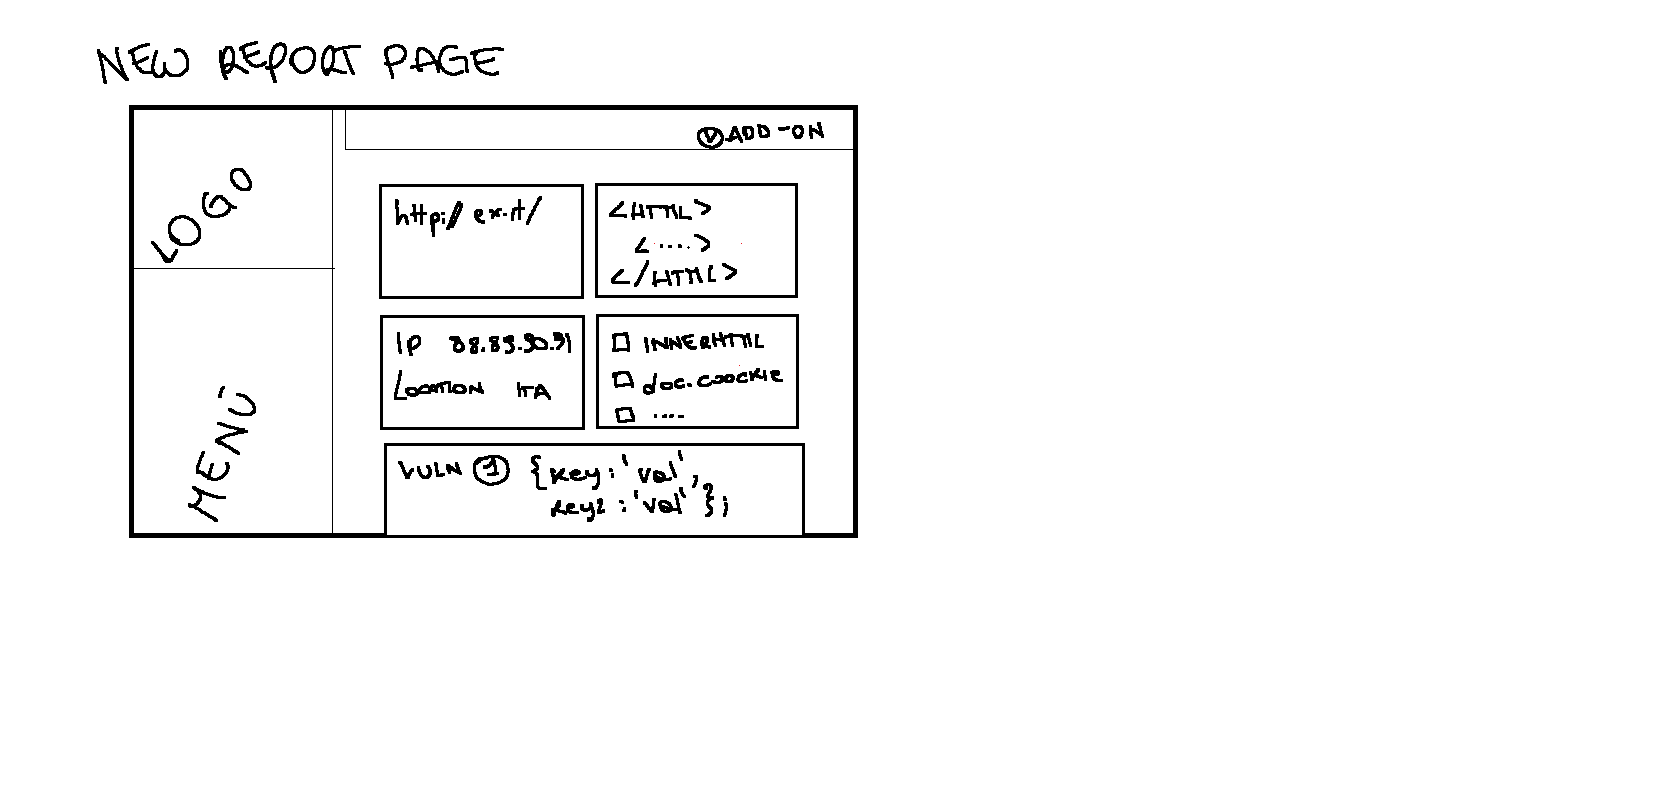 NEW REPORT PAGE
LOGO
MENÙ
V ADD-ON
http:// ex.it/
<HTML>
<....>
</HTML>
IP 88.89.90.91
LOCATION ITA
INNERHTML
doc.coockie
....
VULN 1 {key:'val',
key2:'val'};